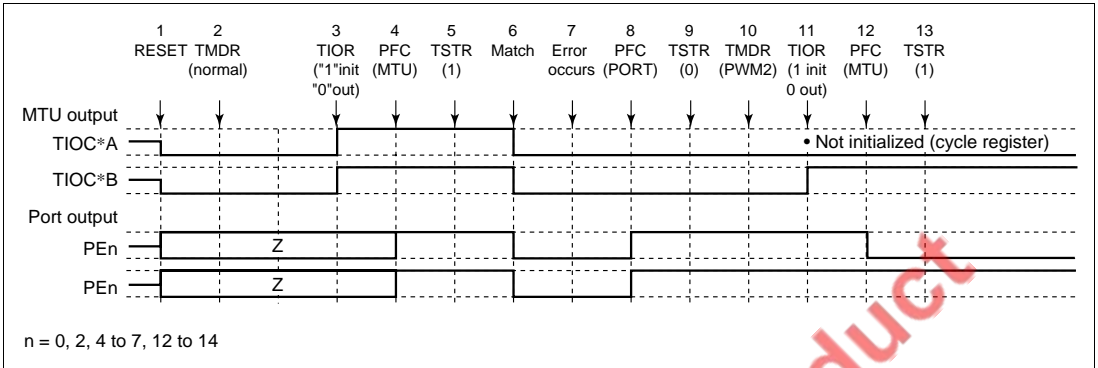 1 2 3 4 5 6 7 8 9 10 11 12 13
RESET TMDR TIOR PFC TSTR Match Error PFC TSTR TMDR TIOR PFC TSTR
(normal) ("1"init (MTU) (1) occurs (PORT) (0) (PWM2) (1 init (MTU) (1)
"0"out) 0 out)
MTU output
TIOC*A • Not initialized (cycle register)
TIOC*B
Port output
PEn Z
PEn Z
n = 0, 2, 4 to 7, 12 to 14